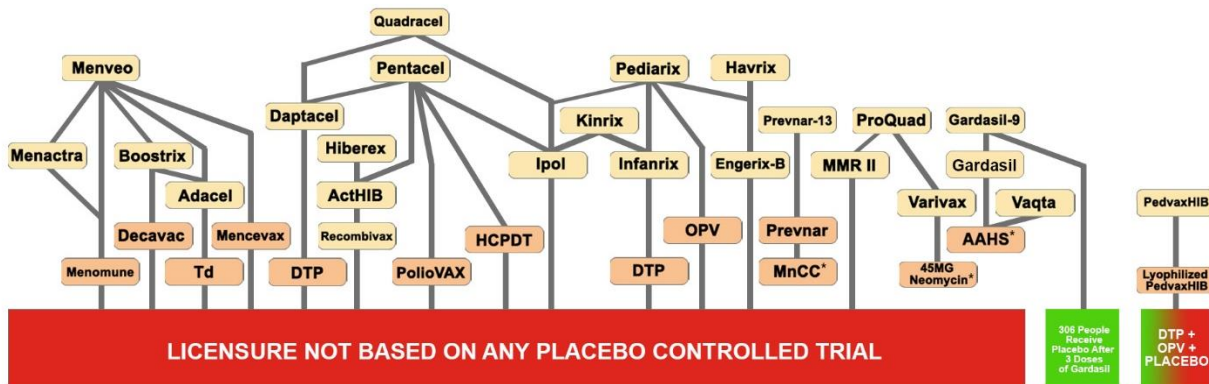 Quadracel
Menveo
Pentacel
Pediarix
Havrix
Daptacel
Kinrix
Prevnar-13
ProQuad
Gardasil-9
Menactra
Boostrix
Hiberex
Ipol
Infanrix
Engerix-B
MMR II
Gardasil
Adacel
ActHIB
Varivax
Vaqta
PedvaxHIB
Decavac
Mencevax
Recombivax
HCPDT
OPV
Prevnar
AAHS*
Menomune
Td
DTP
PolioVAX
DTP
MnCC*
45MG
Neomycin*
Lyophilized
PedvaxHIB
LICENSURE NOT BASED ON ANY PLACEBO CONTROLLED TRIAL
306 People
Receive
Placebo After
3 Doses
of Gardasil
DTP +
OPV +
PLACEBO